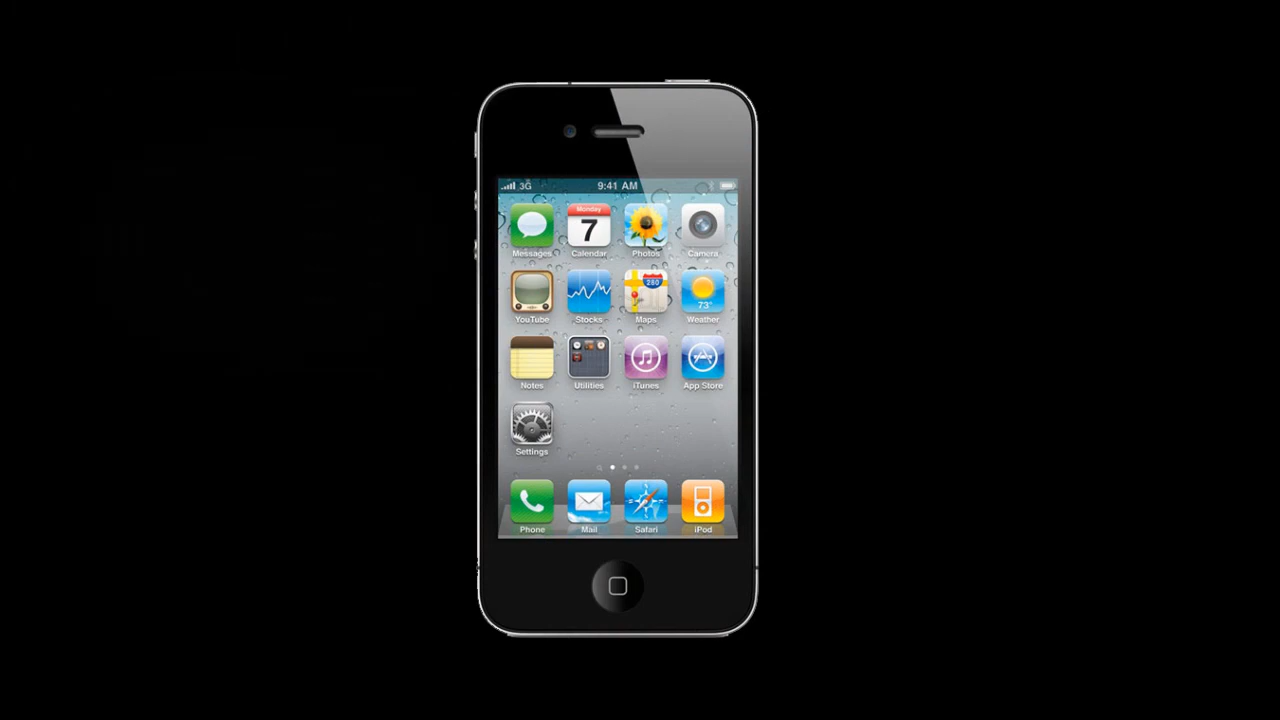 3G 9:41 AM
Monday
7
Messages Calendar Photos Camera
280
73°
YouTube Stocks Maps Weather
Notes Utilities iTunes App Store
Settings
Phone Mail Safari iPod